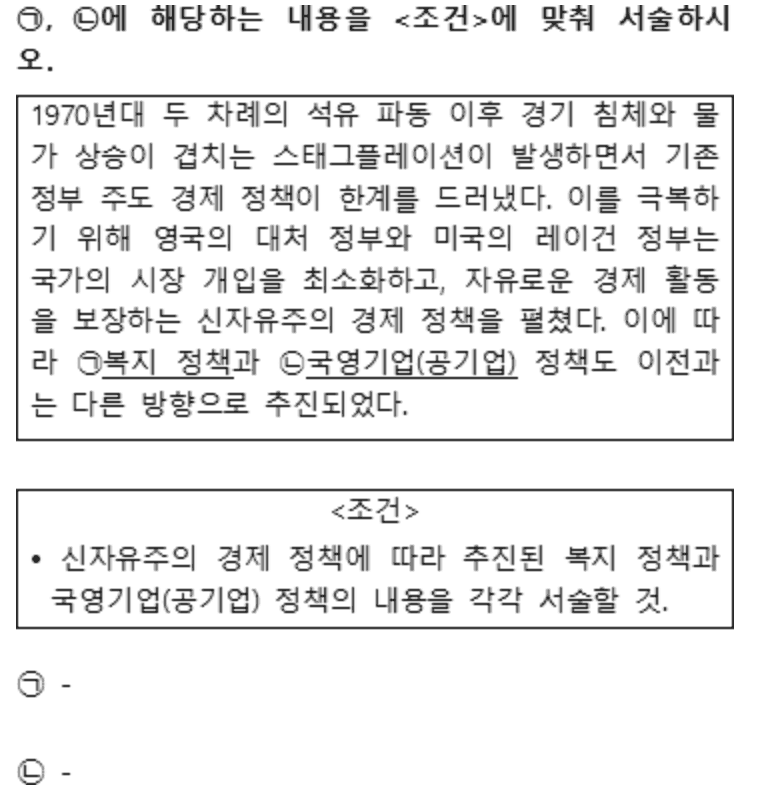 ㉠, ㉡에 해당하는 내용을 <조건>에 맞춰 서술하시
오.
1970년대 두 차례의 석유 파동 이후 경기 침체와 물
가 상승이 겹치는 스태그플레이션이 발생하면서 기존
정부 주도 경제 정책이 한계를 드러냈다. 이를 극복하
기 위해 영국의 대처 정부와 미국의 레이건 정부는
국가의 시장 개입을 최소화하고, 자유로운 경제 활동
을 보장하는 신자유주의 경제 정책을 펼쳤다. 이에 따
라 ㉠복지 정책과 ㉡국영기업(공기업) 정책도 이전과
는 다른 방향으로 추진되었다.
<조건>
• 신자유주의 경제 정책에 따라 추진된 복지 정책과
국영기업(공기업) 정책의 내용을 각각 서술할 것.
㉠ -
㉡ -